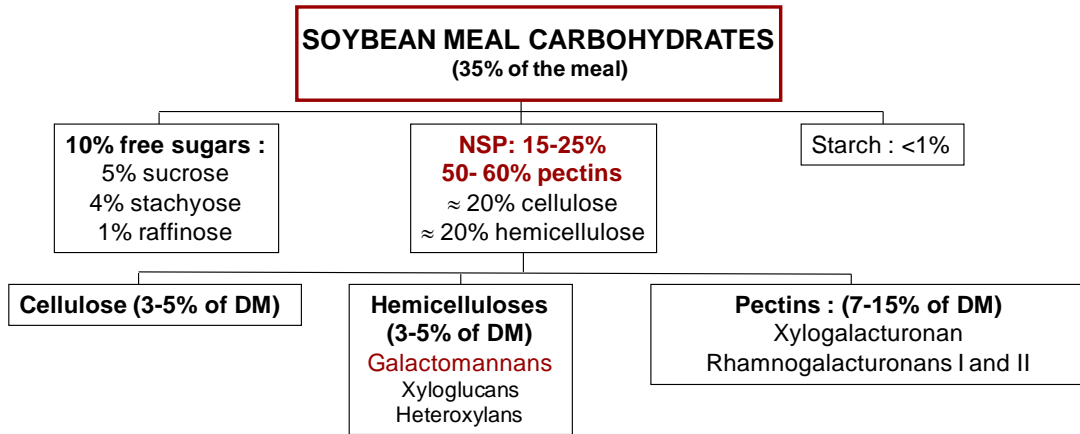 SOYBEAN MEAL CARBOHYDRATES
(35% of the meal)
10% free sugars :
5% sucrose
4% stachyose
1% raffinose
NSP: 15-25%
50- 60% pectins
≈ 20% cellulose
≈ 20% hemicellulose
Starch : <1%
Cellulose (3-5% of DM)
Hemicelluloses
(3-5% of DM)
Galactomannans
Xyloglucans
Heteroxylans
Pectins : (7-15% of DM)
Xylogalacturonan
Rhamnogalacturonans I and II